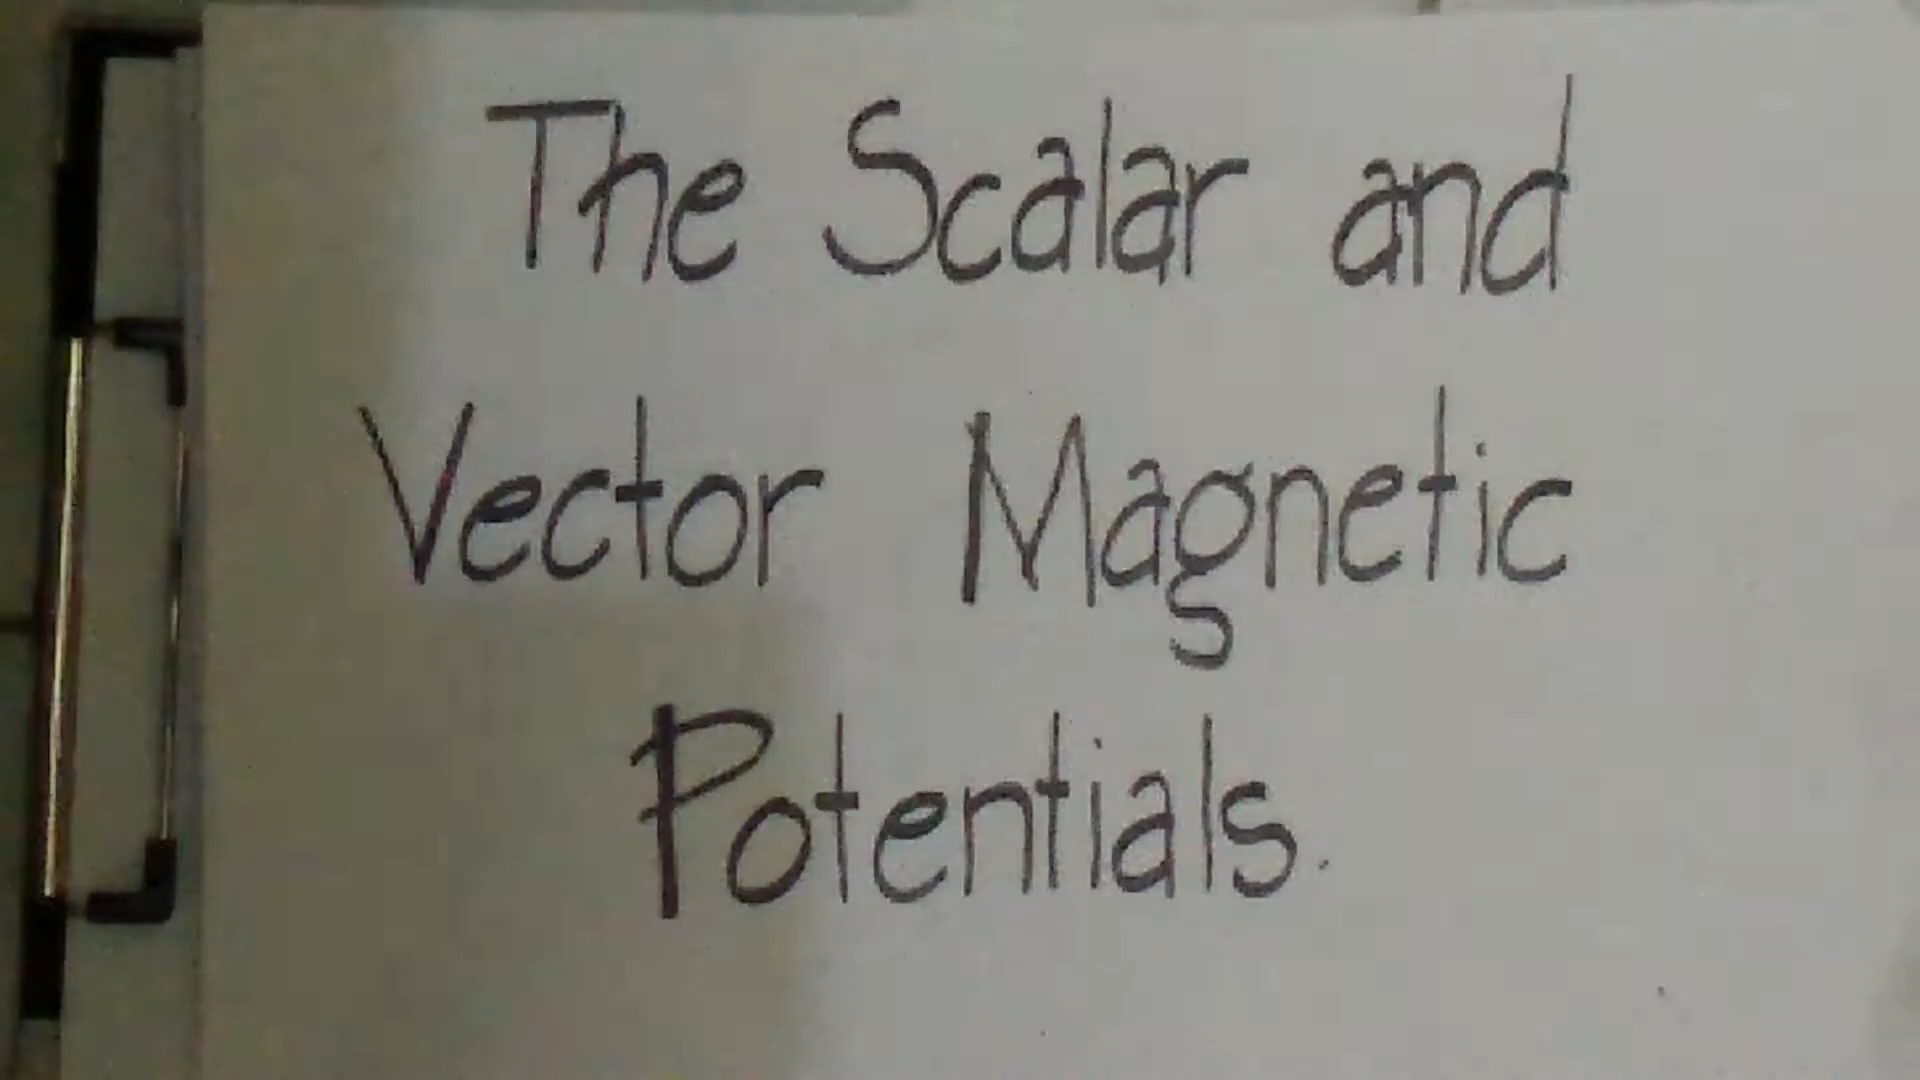 The Scalar and
Vector Magnetic
Potentials.